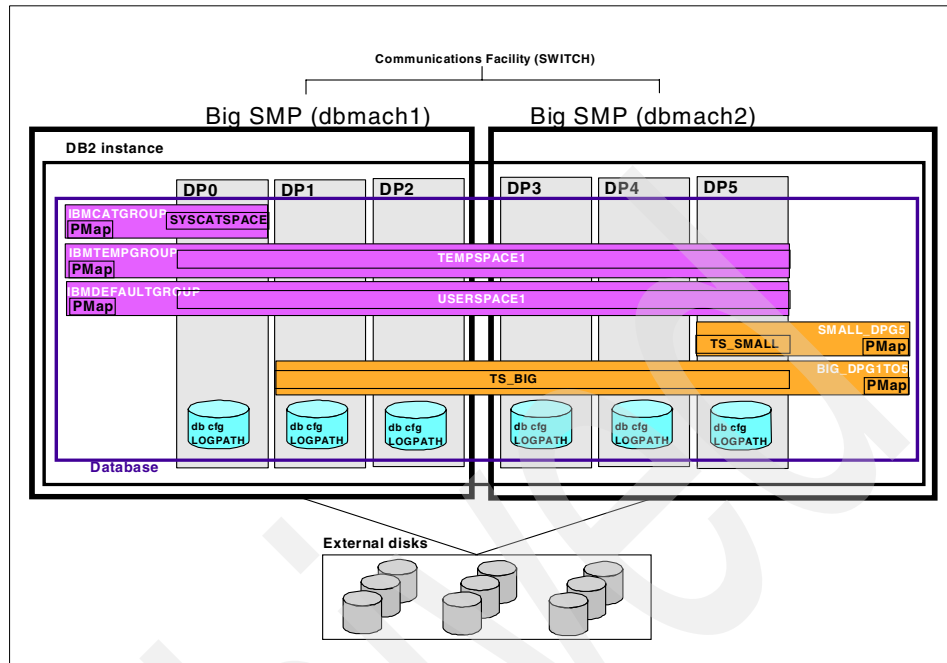 Communications Facility (SWITCH)
Big SMP (dbmach1)
Big SMP (dbmach2)
DB2 instance
DP0
DP1
DP2
DP3
DP4
DP5
IBMCATGROUP
SYSCATSPACE
PMap
IBMTEMPGROUP
TEMPSPACE1
PMap
IBMDEFAULTGROUP
USERSPACE1
PMap
SMALL_DPG5
TS_SMALL
PMap
BIG_DPG1TO5
TS_BIG
PMap
db cfg
LOGPATH
db cfg
LOGPATH
db cfg
LOGPATH
db cfg
LOGPATH
db cfg
LOGPATH
db cfg
LOGPATH
Database
External disks